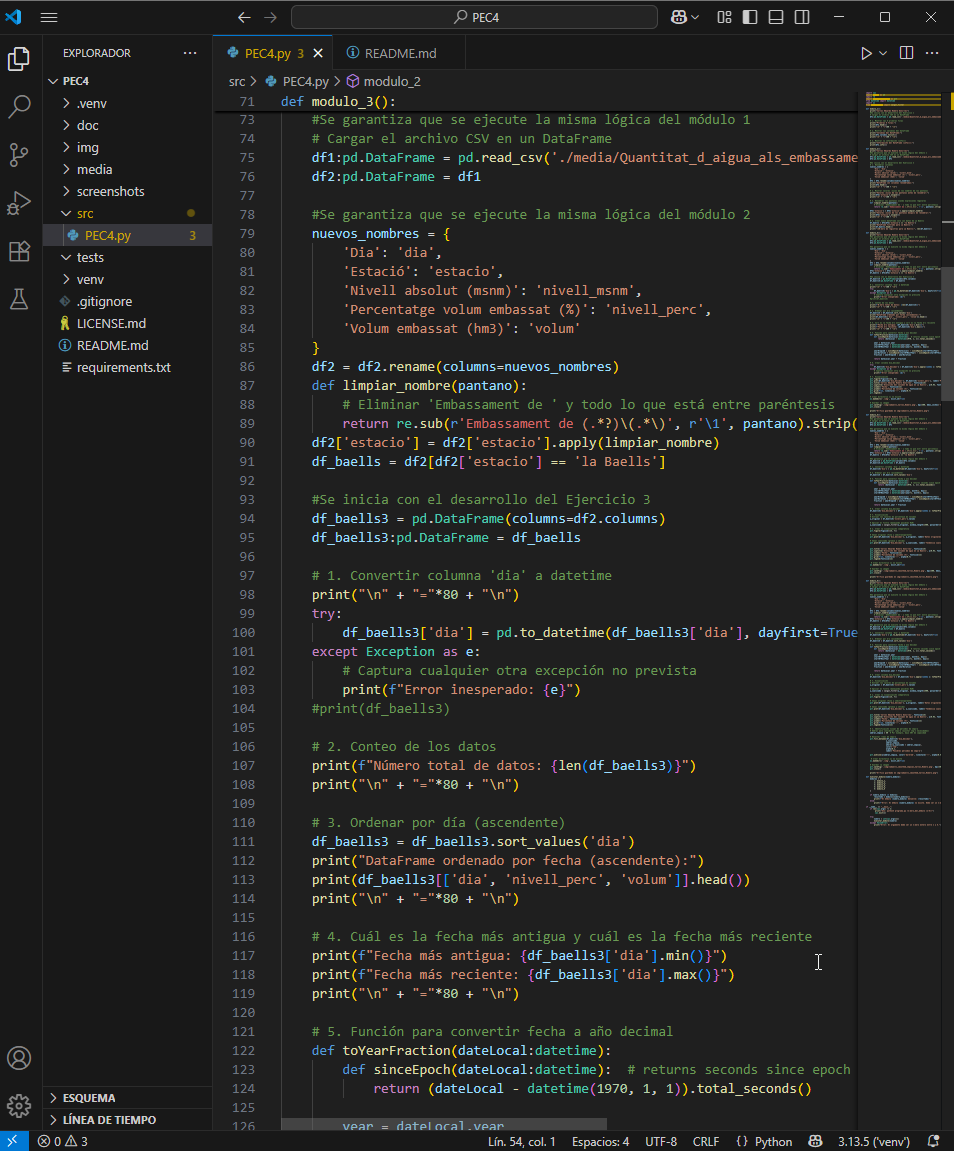 PEC4
EXPLORADOR
PEC4.py 3
README.md
PEC4
.venv
doc
img
media
screenshots
src
PEC4.py 3
tests
venv
.gitignore
LICENSE.md
README.md
requirements.txt
ESQUEMA
LÍNEA DE TIEMPO
src > PEC4.py > modulo_2
71 def modulo_3():
73 #Se garantiza que se ejecute la misma lógica del módulo 1
74 # Cargar el archivo CSV en un DataFrame
75 df1:pd.DataFrame = pd.read_csv('./media/Quantitat_d_aigua_als_embassame
76 df2:pd.DataFrame = df1
77
78 #Se garantiza que se ejecute la misma lógica del módulo 2
79 nuevos_nombres = {
80 'Dia': 'dia',
81 'Estació': 'estacio',
82 'Nivell absolut (msnm)': 'nivell_msnm',
83 'Percentatge volum embassat (%)': 'nivell_perc',
84 'Volum embassat (hm3)': 'volum'
85 }
86 df2 = df2.rename(columns=nuevos_nombres)
87 def limpiar_nombre(pantano):
88 # Eliminar 'Embassament de ' y todo lo que está entre paréntesis
89 return re.sub(r'Embassament de (.*?)\(.*\)', r'\1', pantano).strip(
90 df2['estacio'] = df2['estacio'].apply(limpiar_nombre)
91 df_baells = df2[df2['estacio'] == 'la Baells']
92
93 #Se inicia con el desarrollo del Ejercicio 3
94 df_baells3 = pd.DataFrame(columns=df2.columns)
95 df_baells3:pd.DataFrame = df_baells
96
97 # 1. Convertir columna 'dia' a datetime
98 print("\n" + "="*80 + "\n")
99 try:
100 df_baells3['dia'] = pd.to_datetime(df_baells3['dia'], dayfirst=True
101 except Exception as e:
102 # Captura cualquier otra excepción no prevista
103 print(f"Error inesperado: {e}")
104 #print(df_baells3)
105
106 # 2. Conteo de los datos
107 print(f"Número total de datos: {len(df_baells3)}")
108 print("\n" + "="*80 + "\n")
109
110 # 3. Ordenar por día (ascendente)
111 df_baells3 = df_baells3.sort_values('dia')
112 print("DataFrame ordenado por fecha (ascendente):")
113 print(df_baells3[['dia', 'nivell_perc', 'volum']].head())
114 print("\n" + "="*80 + "\n")
115
116 # 4. Cuál es la fecha más antigua y cuál es la fecha más reciente
117 print(f"Fecha más antigua: {df_baells3['dia'].min()}")
118 print(f"Fecha más reciente: {df_baells3['dia'].max()}")
119 print("\n" + "="*80 + "\n")
120
121 # 5. Función para convertir fecha a año decimal
122 def toYearFraction(dateLocal:datetime):
123 def sinceEpoch(dateLocal:datetime): # returns seconds since epoch
124 return (dateLocal - datetime(1970, 1, 1)).total_seconds()
125
126 year = dateLocal.year
0 3
Lín. 54, col. 1 Espacios: 4 UTF-8 CRLF {} Python 3.13.5 ('venv')